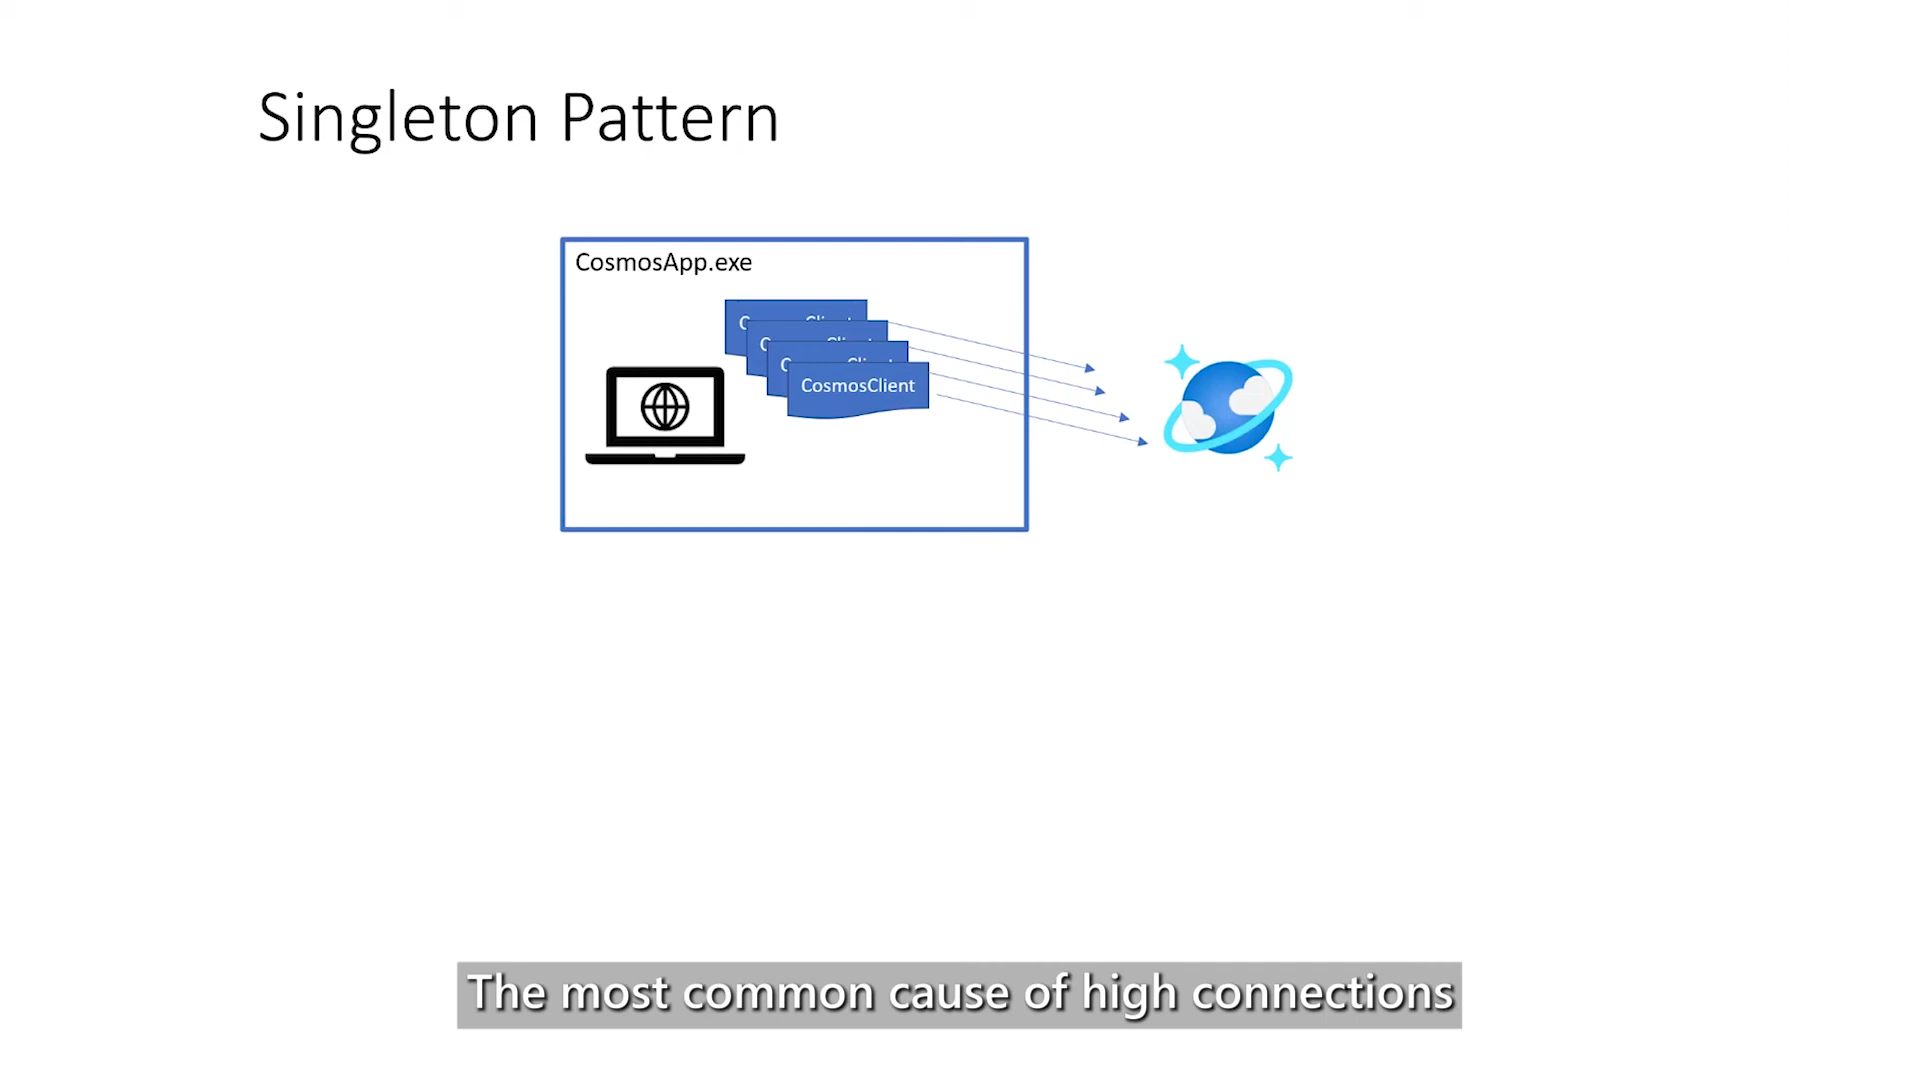 Singleton Pattern
CosmosApp.exe
CosmosClient
The most common cause of high connections